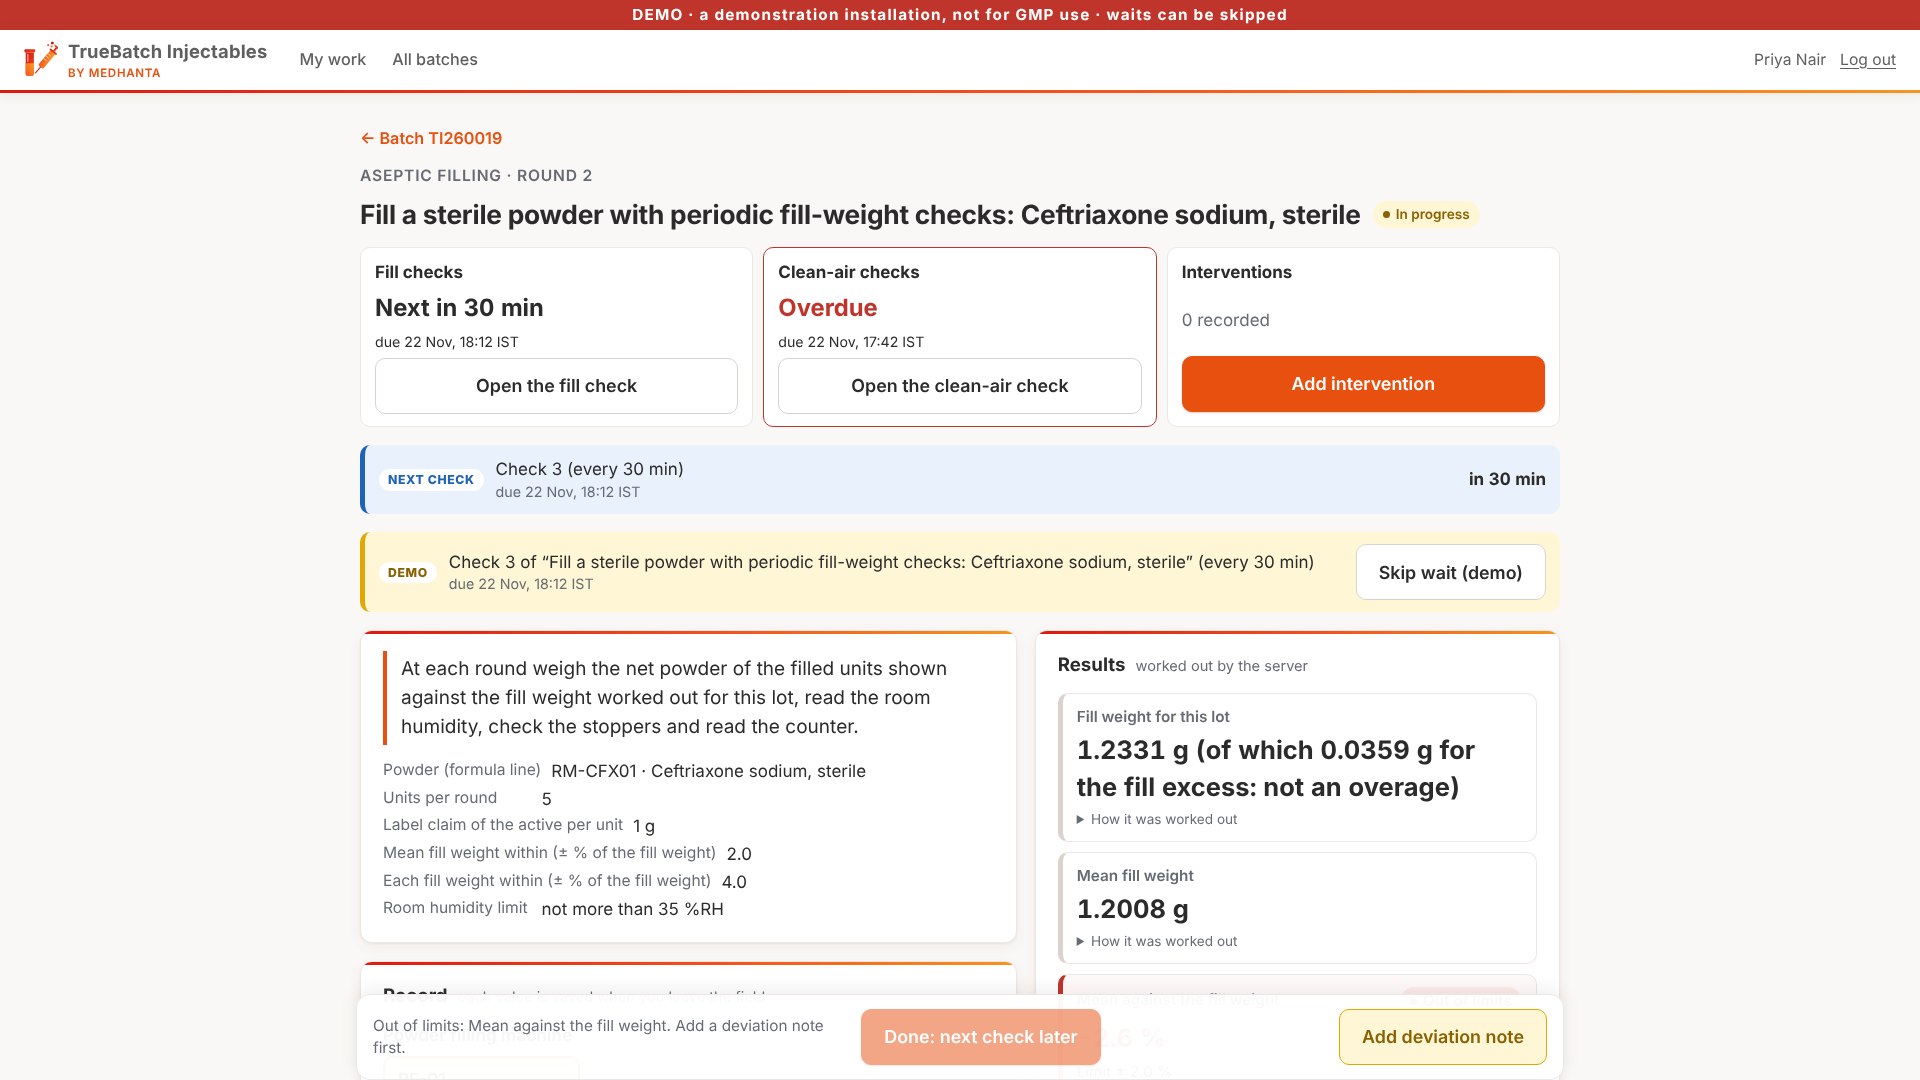 DEMO · a demonstration installation, not for GMP use · waits can be skipped
TrueBatch Injectables
BY MEDHANTA
My work
All batches
Priya Nair
Log out
← Batch TI260019
ASEPTIC FILLING · ROUND 2
Fill a sterile powder with periodic fill-weight checks: Ceftriaxone sodium, sterile
In progress
Fill checks
Next in 30 min
due 22 Nov, 18:12 IST
Open the fill check
Clean-air checks
Overdue
due 22 Nov, 17:42 IST
Open the clean-air check
Interventions
0 recorded
Add intervention
NEXT CHECK
Check 3 (every 30 min)
due 22 Nov, 18:12 IST
in 30 min
DEMO
Check 3 of “Fill a sterile powder with periodic fill-weight checks: Ceftriaxone sodium, sterile” (every 30 min)
due 22 Nov, 18:12 IST
Skip wait (demo)
At each round weigh the net powder of the filled units shown
against the fill weight worked out for this lot, read the room
humidity, check the stoppers and read the counter.
Powder (formula line) RM-CFX01 · Ceftriaxone sodium, sterile
Units per round 5
Label claim of the active per unit 1 g
Mean fill weight within (± % of the fill weight) 2.0
Each fill weight within (± % of the fill weight) 4.0
Room humidity limit not more than 35 %RH
Results worked out by the server
Fill weight for this lot
1.2331 g (of which 0.0359 g for
the fill excess: not an overage)
▶ How it was worked out
Mean fill weight
1.2008 g
▶ How it was worked out
Mean against the fill weight
Out of limits
Record
Out of limits: Mean against the fill weight. Add a deviation note
first.
Done: next check later
Add deviation note